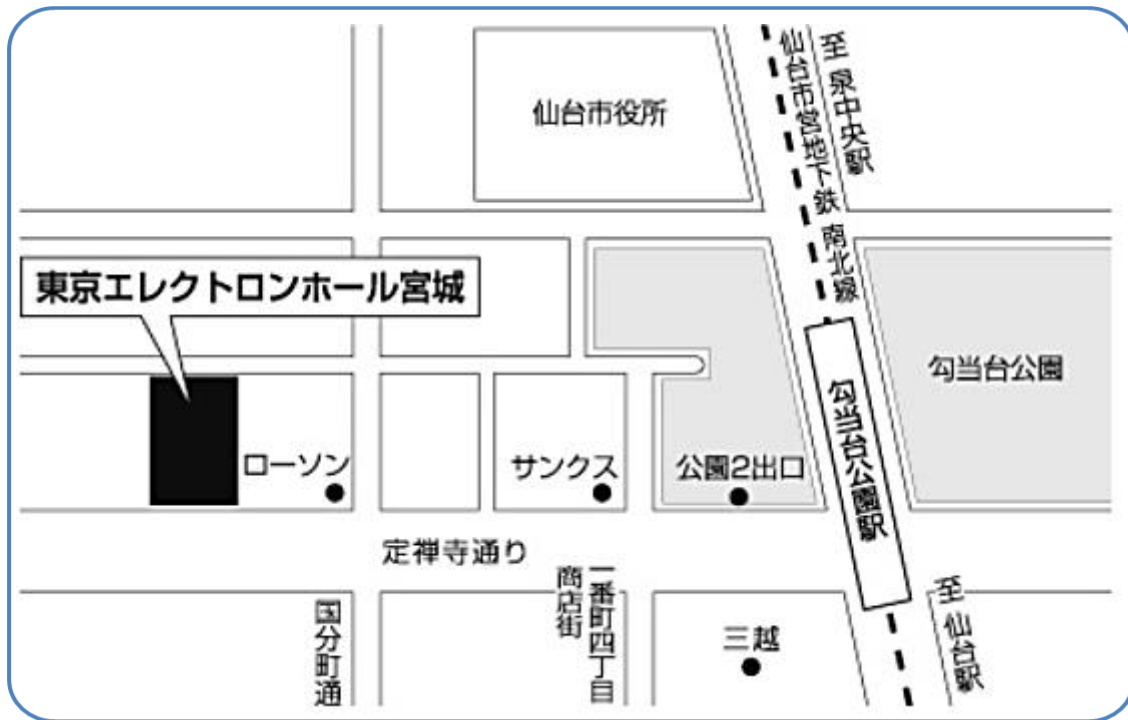 仙台市役所
至 泉中央駅
仙台市営地下鉄 南北線
東京エレクトロンホール宮城
勾当台公園
勾当台公園駅
ローソン
サンクス
公園2出口
定禅寺通り
国分町通
一番町四丁目
商店街
三越
至 仙台駅